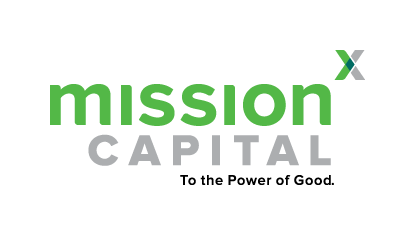 mission
CAPITAL
X
To the Power of Good.